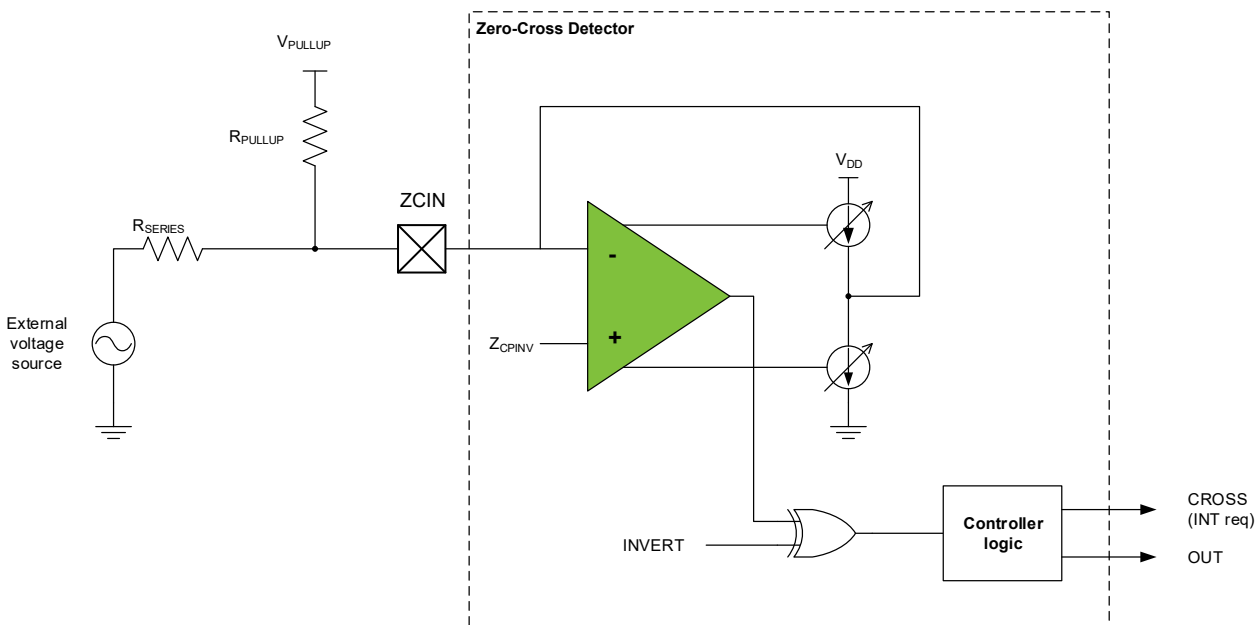 Zero-Cross Detector
VPULLUP
RPULLUP
ZCIN
VDD
RSERIES
-
External
voltage
source
ZCPINV
+
CROSS
(INT req)
Controller
logic
INVERT
OUT